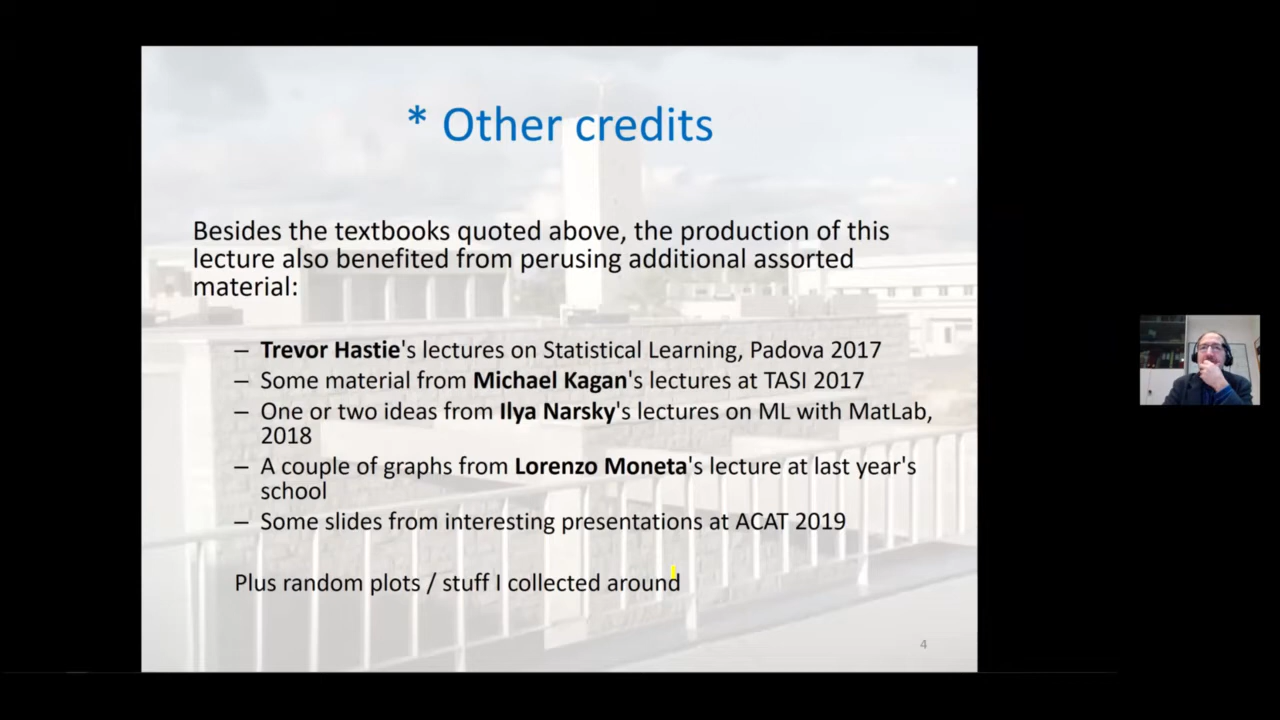 * Other credits
Besides the textbooks quoted above, the production of this
lecture also benefited from perusing additional assorted
material:
– Trevor Hastie's lectures on Statistical Learning, Padova 2017
– Some material from Michael Kagan's lectures at TASI 2017
– One or two ideas from Ilya Narsky's lectures on ML with MatLab,
2018
– A couple of graphs from Lorenzo Moneta's lecture at last year's
school
– Some slides from interesting presentations at ACAT 2019
Plus random plots / stuff I collected around
4